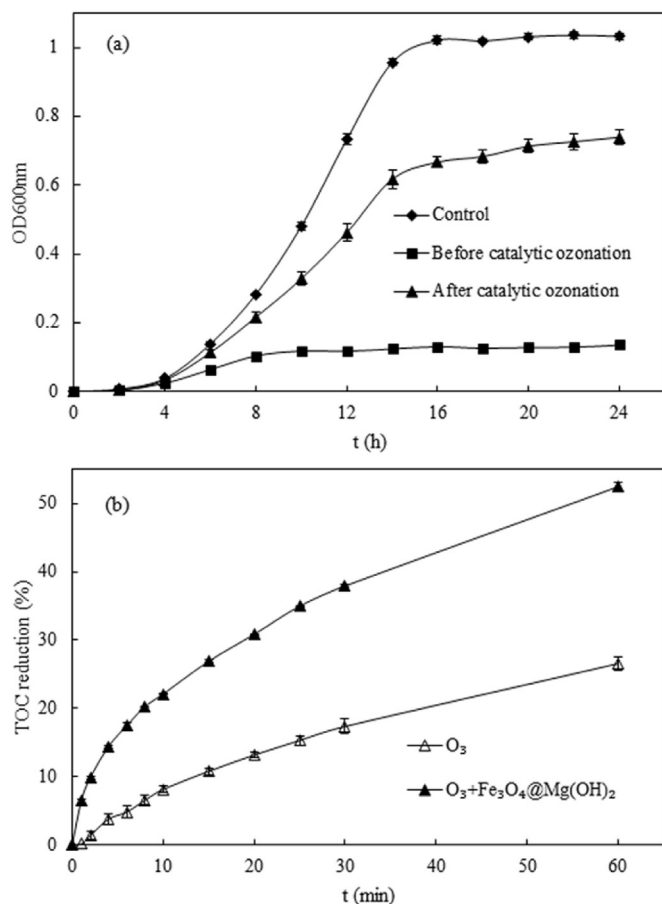 (a)
1
0.8
0.6
0.4
0.2
0
OD600nm
Control
Before catalytic ozonation
After catalytic ozonation
0 4 8 12 16 20 24
t (h)
(b)
50
40
30
20
10
0
TOC reduction (%)
O₃
O₃+Fe₃O₄@Mg(OH)₂
0 10 20 30 40 50 60
t (min)